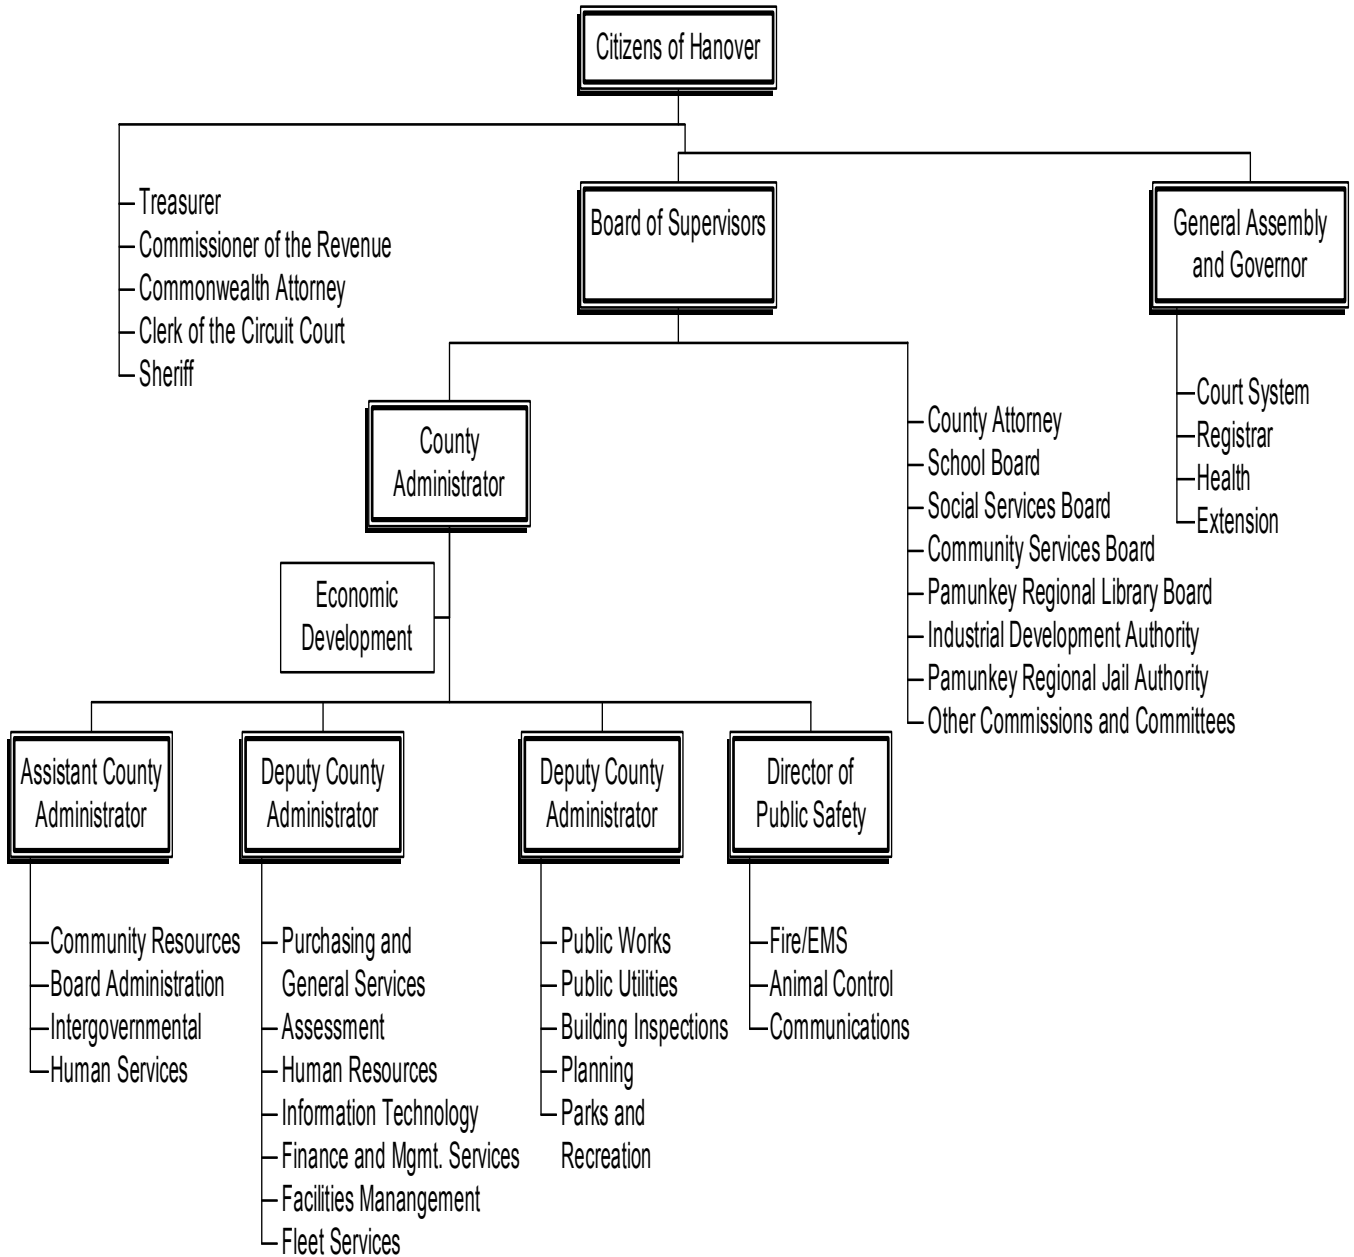 Citizens of Hanover
Treasurer
Commissioner of the Revenue
Commonwealth Attorney
Clerk of the Circuit Court
Sheriff
Board of Supervisors
General Assembly
and Governor
Court System
Registrar
Health
Extension
County
Administrator
County Attorney
School Board
Social Services Board
Community Services Board
Pamunkey Regional Library Board
Industrial Development Authority
Pamunkey Regional Jail Authority
Other Commissions and Committees
Economic
Development
Assistant County
Administrator
Community Resources
Board Administration
Intergovernmental
Human Services
Deputy County
Administrator
Purchasing and
General Services
Assessment
Human Resources
Information Technology
Finance and Mgmt. Services
Facilities Manangement
Fleet Services
Deputy County
Administrator
Public Works
Public Utilities
Building Inspections
Planning
Parks and
Recreation
Director of
Public Safety
Fire/EMS
Animal Control
Communications